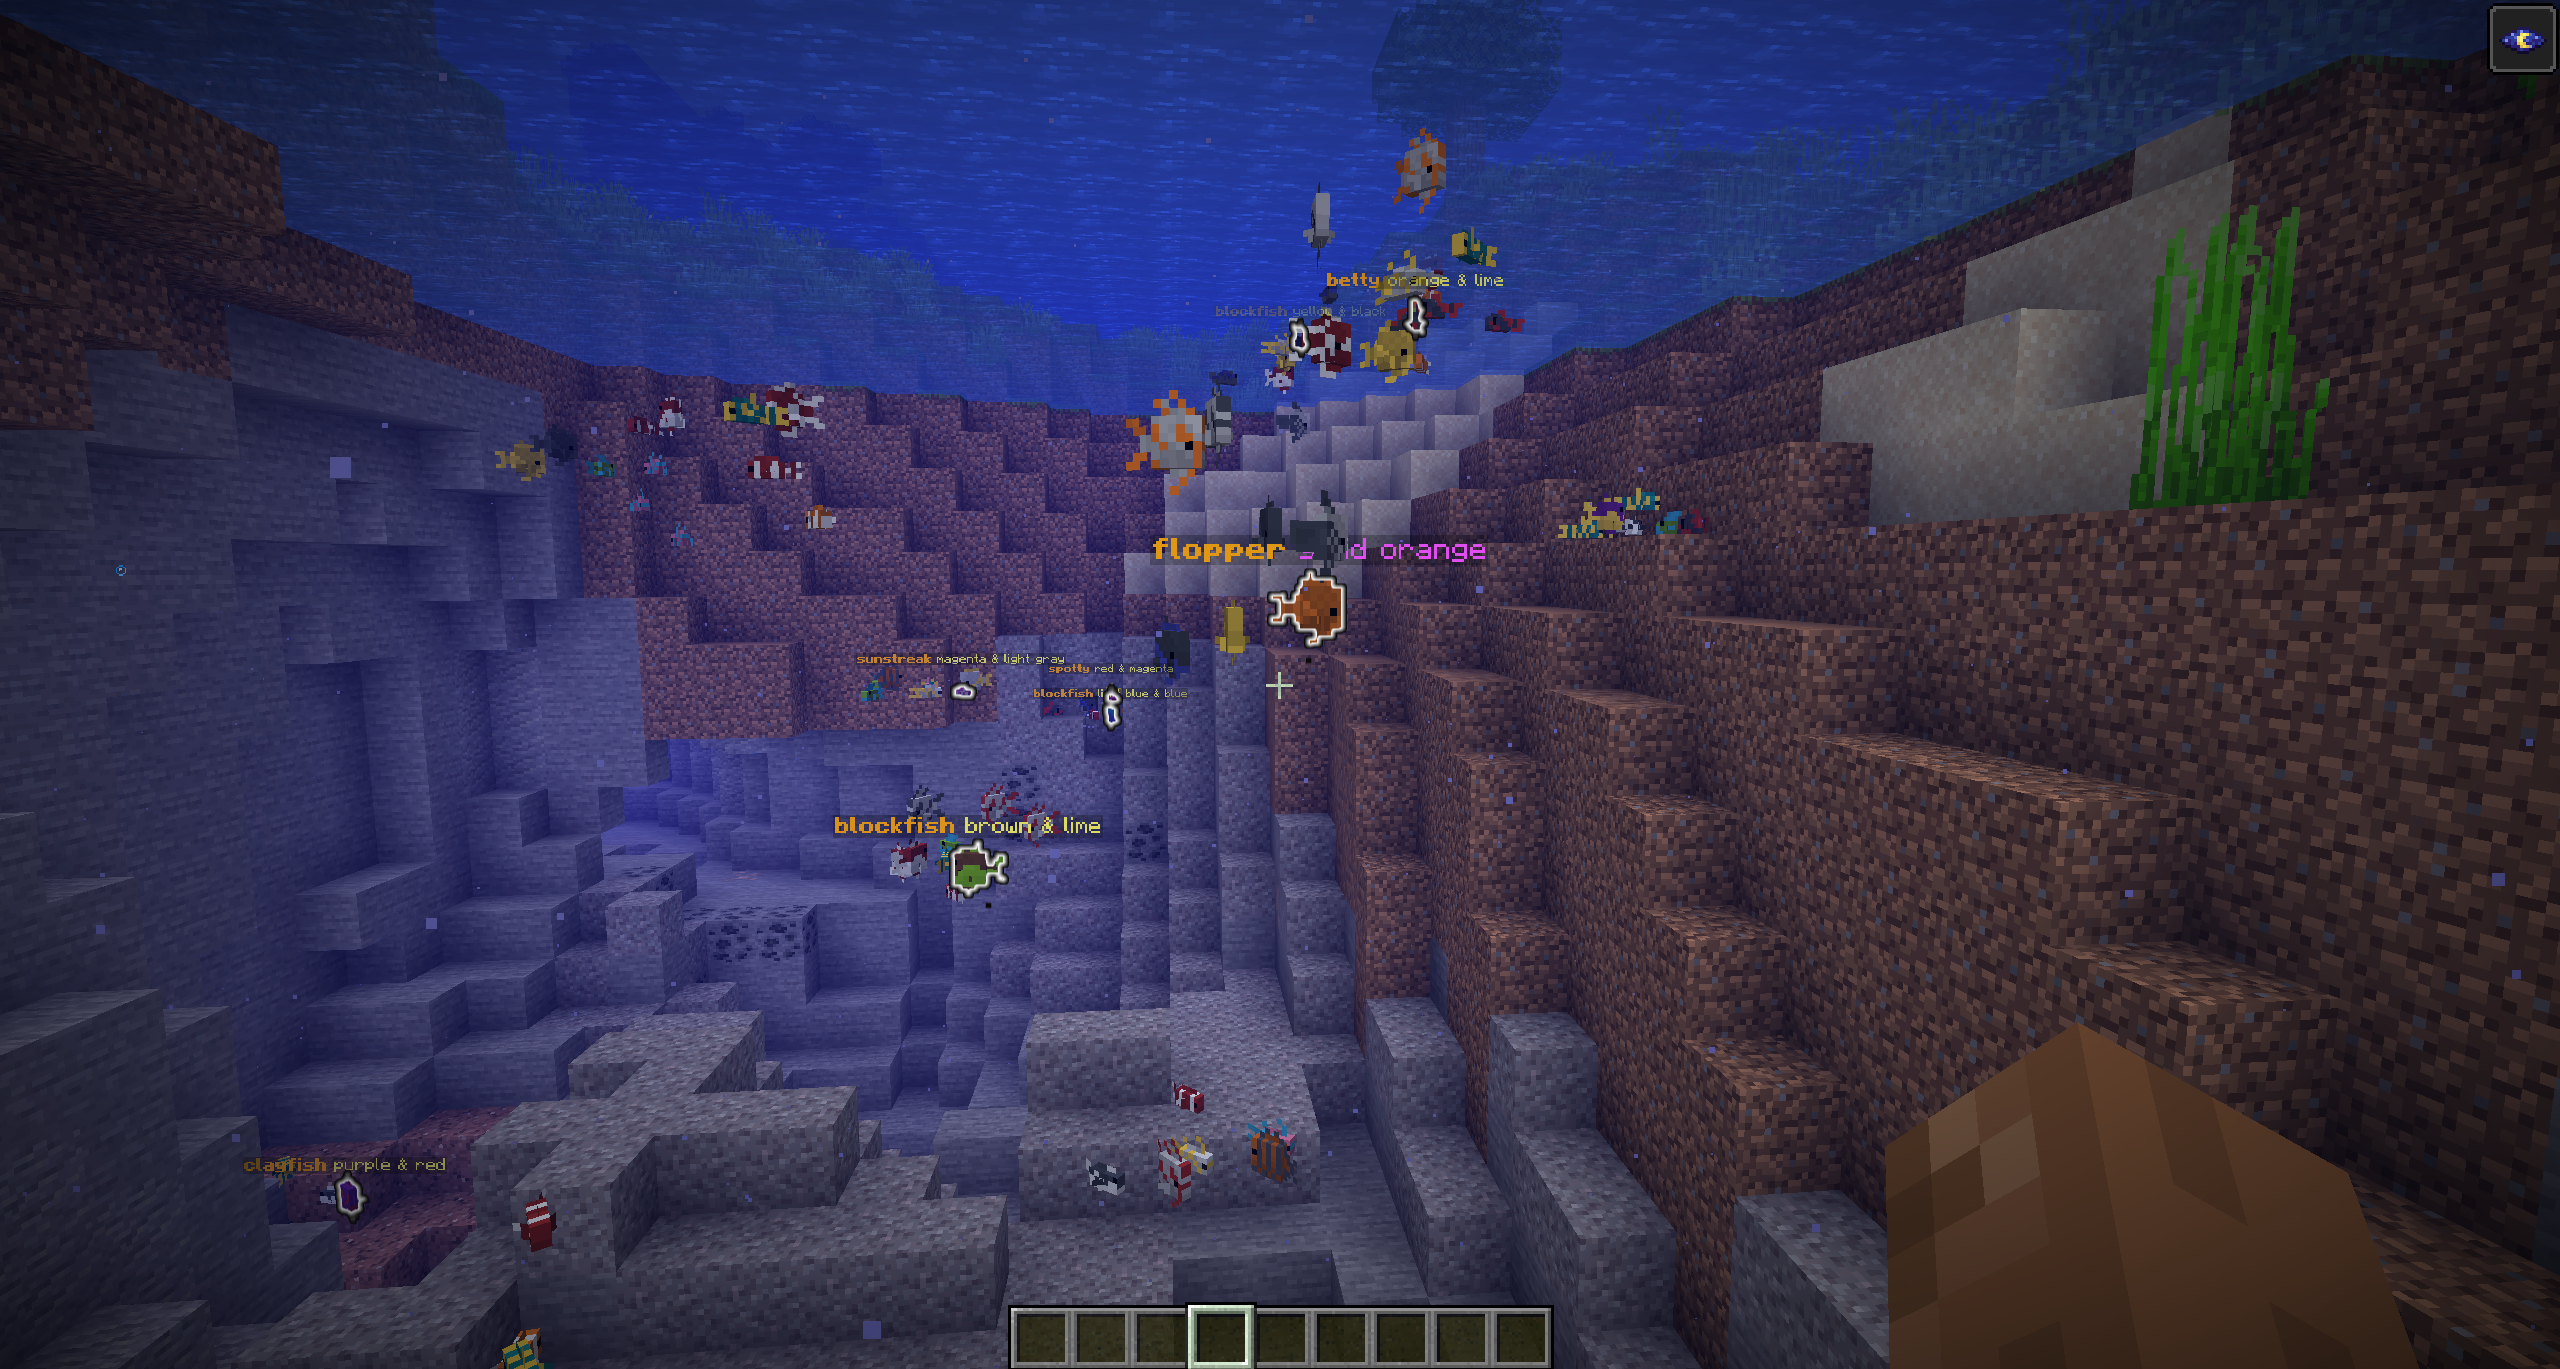 betty orange & lime
blockfish yellow & black
flopper orange
sunstreak magenta & light gray
spotty red & magenta
blockfish blue & blue
blockfish brown & lime
clayfish purple & red